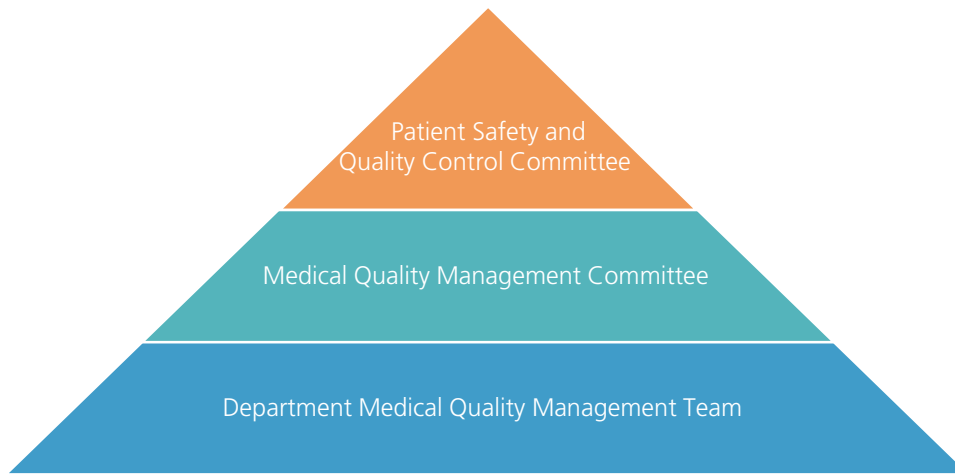 Patient Safety and
Quality Control Committee
Medical Quality Management Committee
Department Medical Quality Management Team